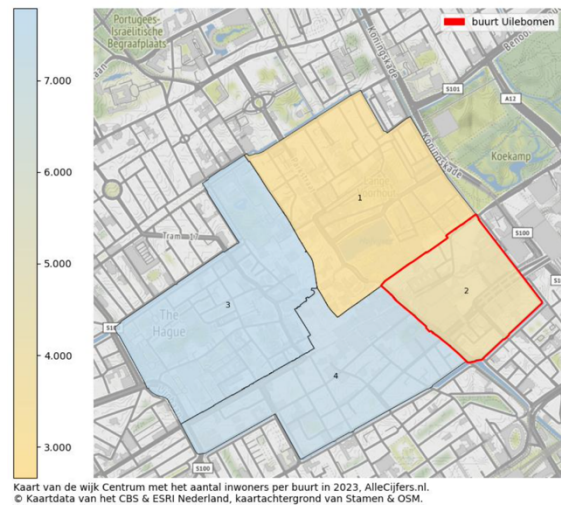 buurt Uilebomen
7.000
6.000
5.000
4.000
3.000
Portugees-
Israëlitische
Begraafplaats
Koningskade
S101
A12
Koningskade
Koekamp
1
S100
2
3
The
Hague
4
S100
Kaart van de wijk Centrum met het aantal inwoners per buurt in 2023, AlleCijfers.nl.
© Kaartdata van het CBS & ESRI Nederland, kaartachtergrond van Stamen & OSM.